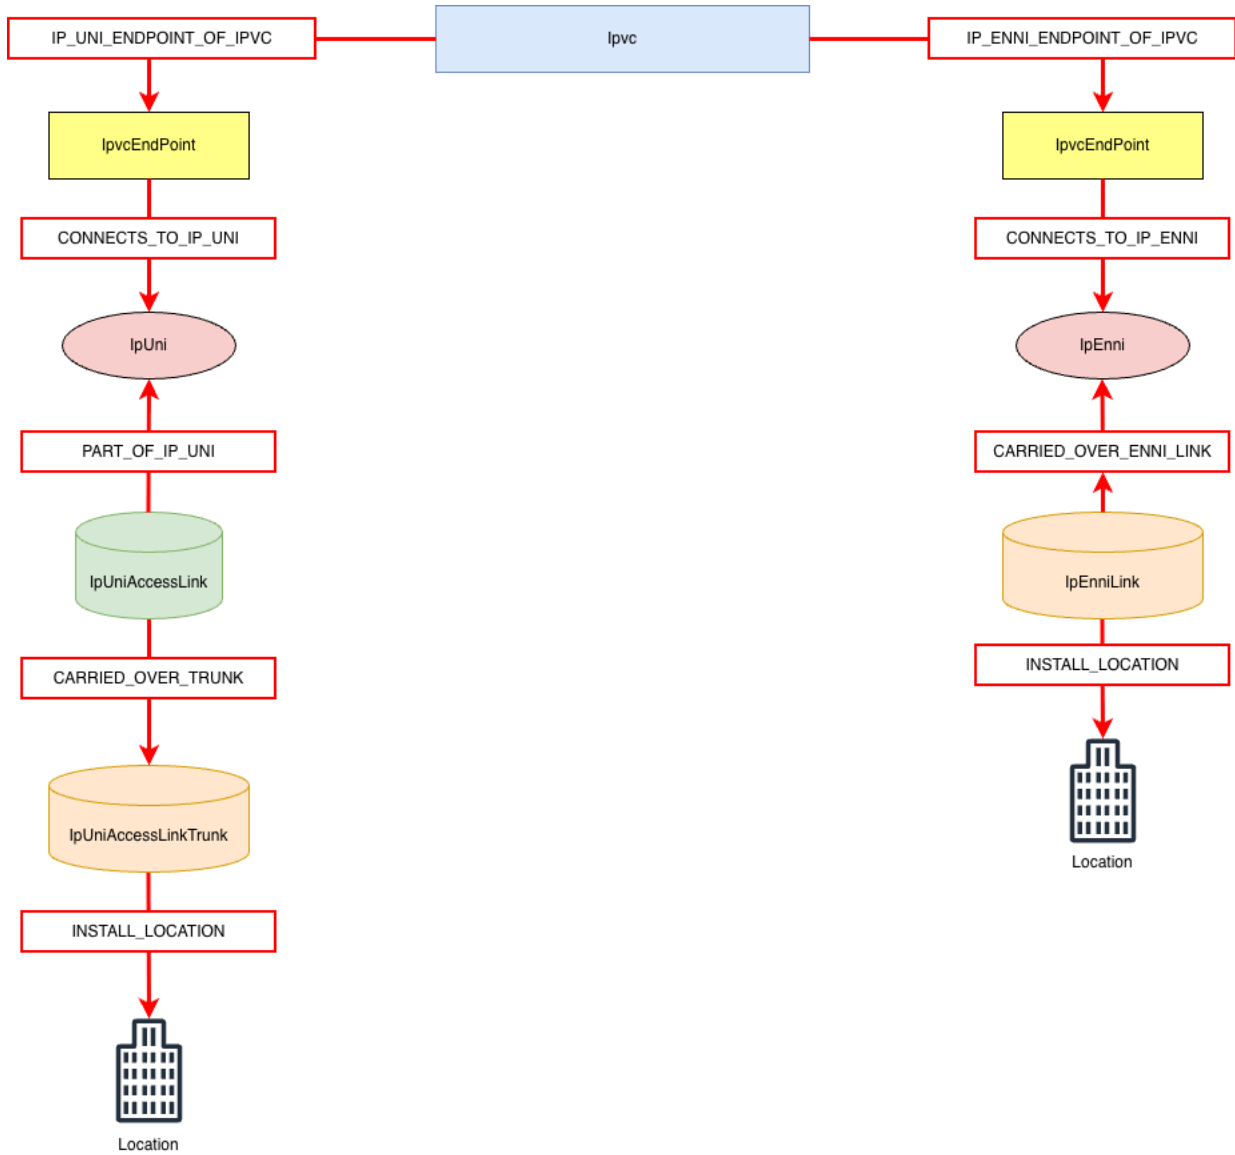 IP_UNI_ENDPOINT_OF_IPVC
Ipvc
IP_ENNI_ENDPOINT_OF_IPVC
IpvcEndPoint
IpvcEndPoint
CONNECTS_TO_IP_UNI
CONNECTS_TO_IP_ENNI
IpUni
IpEnni
PART_OF_IP_UNI
CARRIED_OVER_ENNI_LINK
IpUniAccessLink
IpEnniLink
CARRIED_OVER_TRUNK
INSTALL_LOCATION
IpUniAccessLinkTrunk
Location
INSTALL_LOCATION
Location